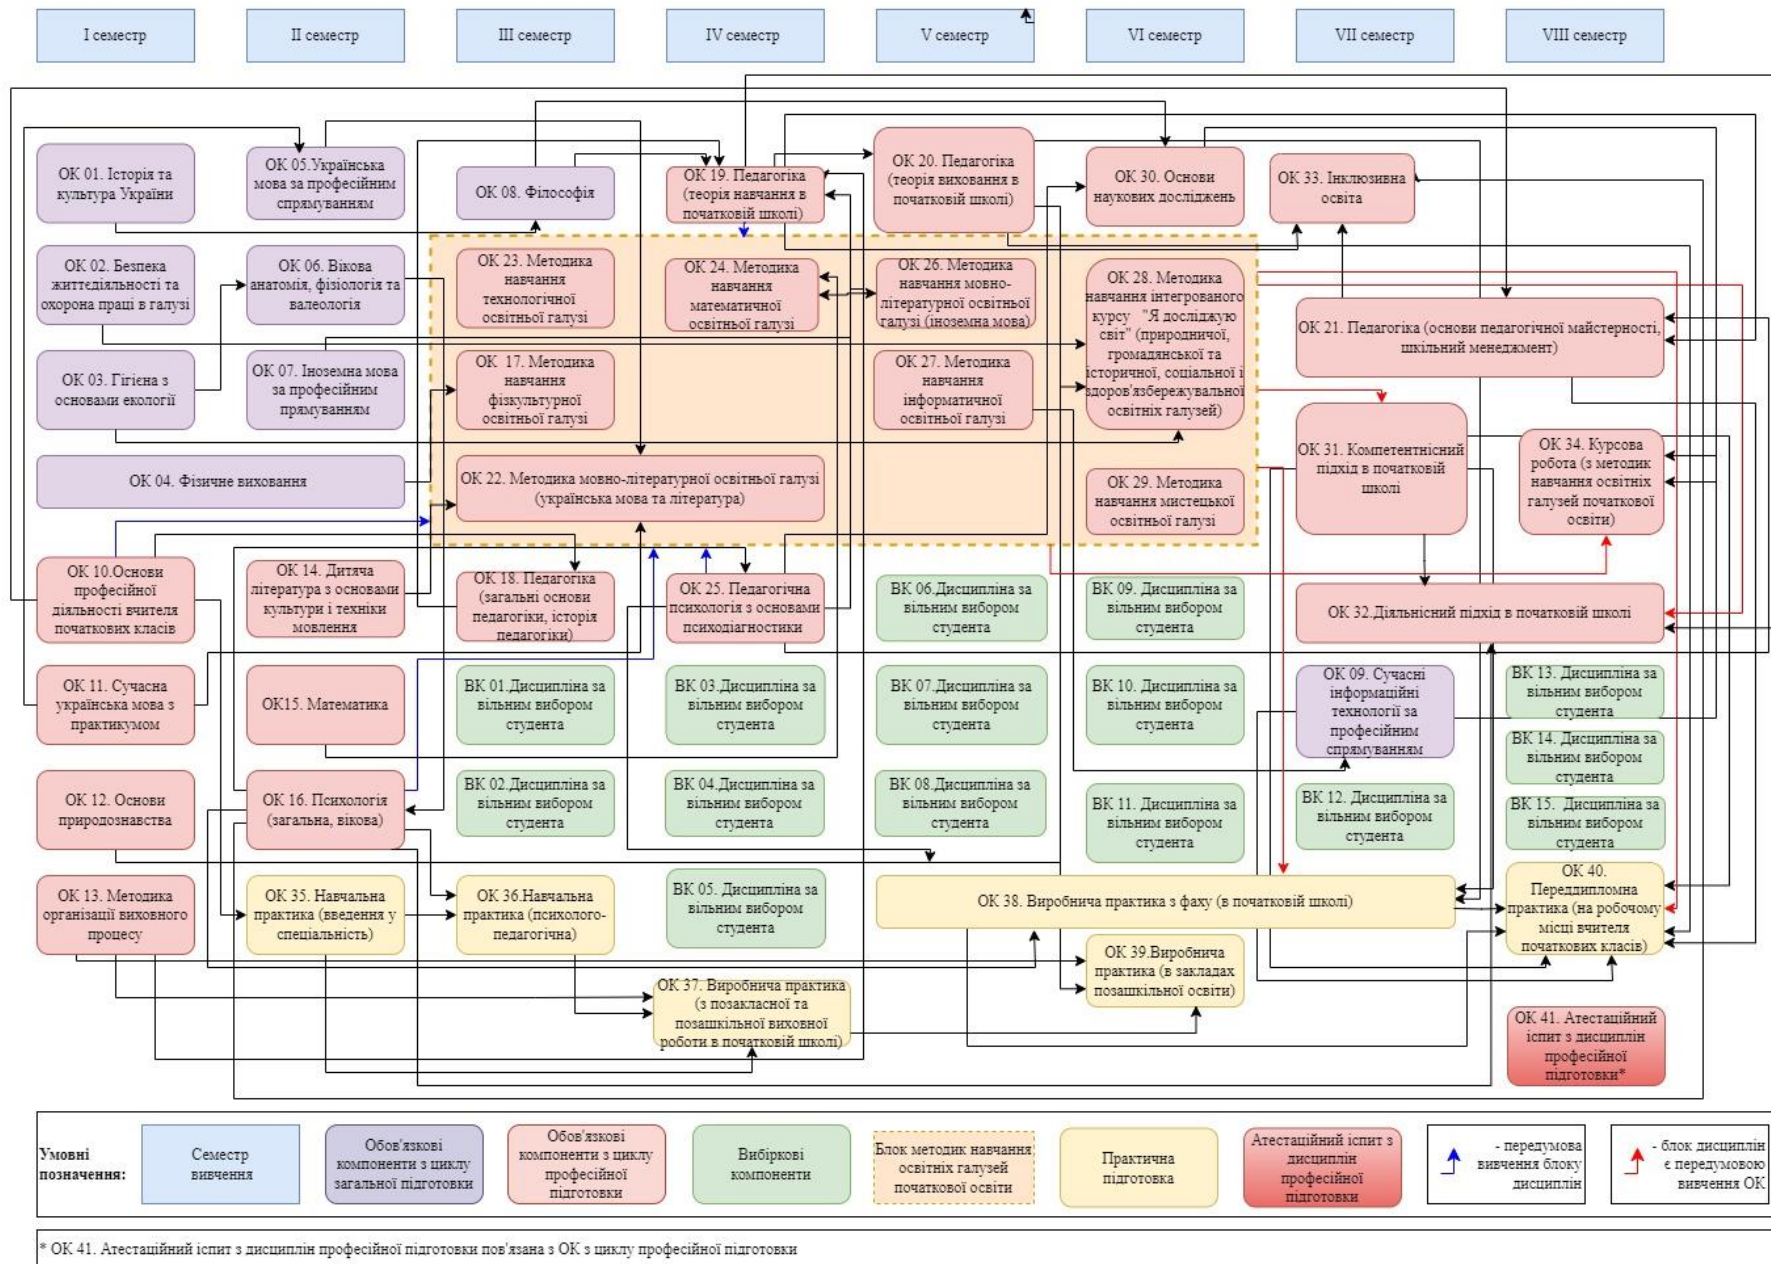 I семестр
II семестр
III семестр
IV семестр
V семестр
VI семестр
VII семестр
VIII семестр
ОК 01. Історія та
культура України
ОК 05.Українська
мова за професійним
спрямуванням
ОК 08. Філософія
ОК 19. Педагогіка
(теорія навчання в
початковій школі)
ОК 20. Педагогіка
(теорія виховання в
початковій школі)
ОК 30. Основи
наукових досліджень
ОК 33. Інклюзивна
освіта
ОК 02. Безпека
життєдіяльності та
охорона праці в галузі
ОК 06. Вікова
анатомія, фізіологія та
валеологія
ОК 23. Методика
навчання
технологічної
освітньої галузі
ОК 24. Методика
навчання
математичної
освітньої галузі
ОК 26. Методика
навчання мовно-
літературної освітньої
галузі (іноземна мова)
ОК 28. Методика
навчання інтегрованого
курсу "Я досліджую
світ" (природничої,
громадянської та
історичної, соціальної і
здоров'язбережувальної
освітніх галузей)
ОК 21. Педагогіка (основи педагогічної майстерності,
шкільний менеджмент)
ОК 03. Гігієна з
основами екології
ОК 07. Іноземна мова
за професійним
прямуванням
ОК 17. Методика
навчання
фізкультурної
освітньої галузі
ОК 27. Методика
навчання
інформатичної
освітньої галузі
ОК 31. Компетентнісний
підхід в початковій
школі
ОК 34. Курсова
робота (з методик
навчання освітніх
галузей початкової
освіти)
ОК 04. Фізичне виховання
ОК 22. Методика мовно-літературної освітньої галузі
(українська мова та література)
ОК 29. Методика
навчання мистецької
освітньої галузі
ОК 10.Основи
професійної
діяльності вчителя
початкових класів
ОК 14. Дитяча
література з основами
культури і техніки
мовлення
ОК 18. Педагогіка
(загальні основи
педагогіки, історія
педагогіки)
ОК 25. Педагогічна
психологія з основами
психодіагностики
ВК 06.Дисципліна за
вільним вибором
студента
ВК 09. Дисципліна за
вільним вибором
студента
ОК 32.Діяльнісний підхід в початковій школі
ОК 11. Сучасна
українська мова з
практикумом
ОК15. Математика
ВК 01.Дисципліна за
вільним вибором
студента
ВК 03.Дисципліна за
вільним вибором
студента
ВК 07.Дисципліна за
вільним вибором
студента
ВК 10. Дисципліна за
вільним вибором
студента
ОК 09. Сучасні
інформаційні
технології за
професійним
спрямуванням
ВК 13. Дисципліна за
вільним вибором
студента
ВК 14. Дисципліна за
вільним вибором
студента
ОК 12. Основи
природознавства
ОК 16. Психологія
(загальна, вікова)
ВК 02.Дисципліна за
вільним вибором
студента
ВК 04.Дисципліна за
вільним вибором
студента
ВК 08.Дисципліна за
вільним вибором
студента
ВК 11. Дисципліна за
вільним вибором
студента
ВК 12. Дисципліна за
вільним вибором
студента
ВК 15. Дисципліна за
вільним вибором
студента
ОК 13. Методика
організації виховного
процесу
ОК 35. Навчальна
практика (введення у
спеціальність)
ОК 36.Навчальна
практика (психолого-
педагогічна)
ВК 05. Дисципліна за
вільним вибором
студента
ОК 38. Виробнича практика з фаху (в початковій школі)
ОК 40.
Переддипломна
практика (на робочому
місці вчителя
початкових класів)
ОК 37. Виробнича практика
(з позакласної та
позашкільної виховної
роботи в початковій школі)
ОК 39.Виробнича
практика (в закладах
позашкільної освіти)
ОК 41. Атестаційний
іспит з дисциплін
професійної
підготовки*
Умовні
позначення:
Семестр
вивчення
Обов'язкові
компоненти з циклу
загальної підготовки
Обов'язкові
компоненти з циклу
професійної
підготовки
Вибіркові
компоненти
Блок методик навчання
освітніх галузей
початкової освіти
Практична
підготовка
Атестаційний іспит з
дисциплін
професійної
підготовки
- передумова
вивчення блоку
дисциплін
- блок дисциплін
є передумовою
вивчення ОК
* ОК 41. Атестаційний іспит з дисциплін професійної підготовки пов'язана з ОК з циклу професійної підготовки